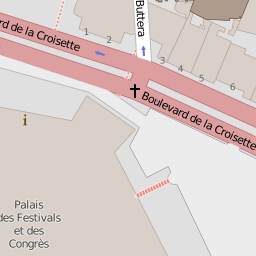 Buttera
rd de la Croisette
1
2
3
4
5
6
Boulevard de la Croisette
i
Palais
des Festivals
et des
Congrès